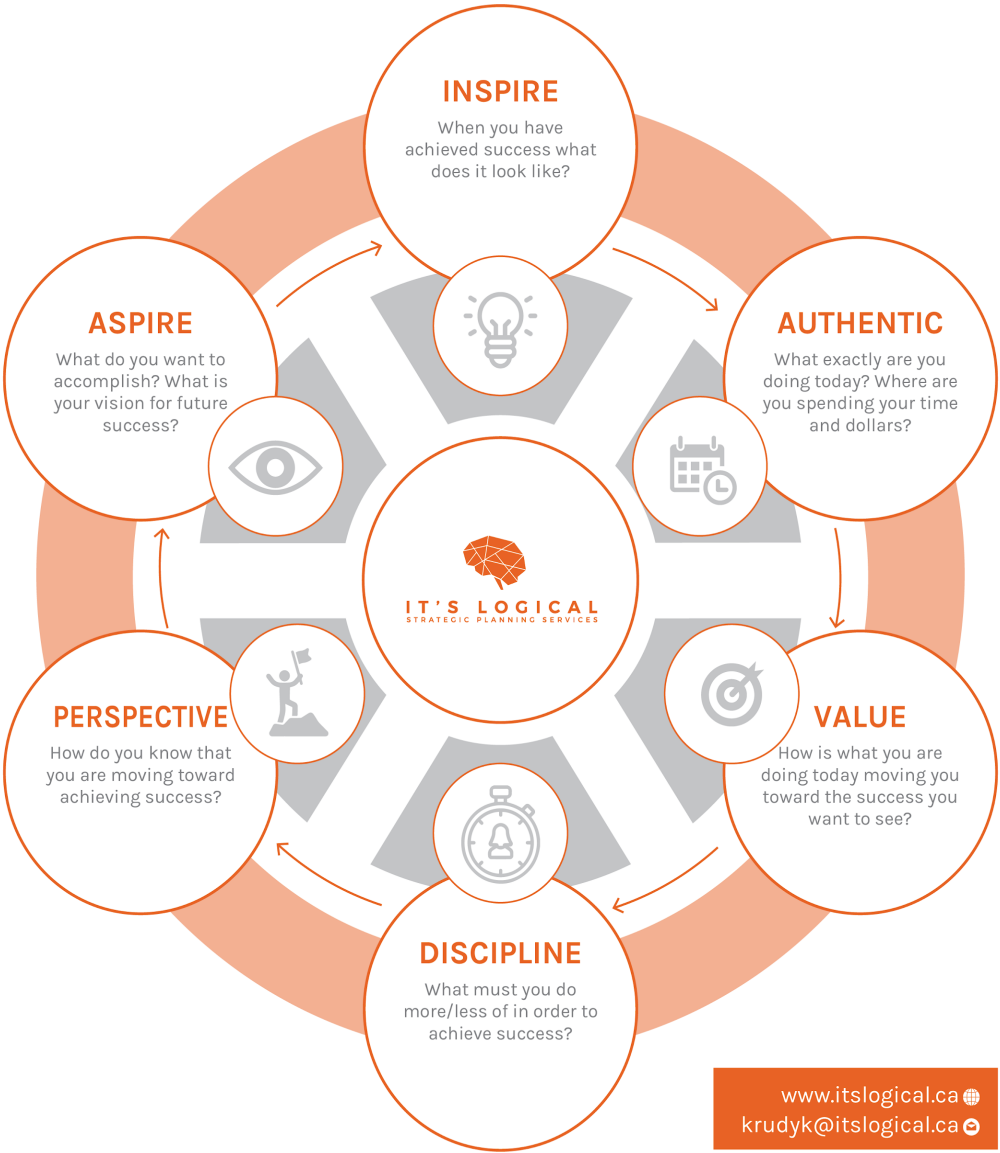 INSPIRE
When you have
achieved success what
does it look like?
AUTHENTIC
What exactly are you
doing today? Where are
you spending your time
and dollars?
VALUE
How is what you are
doing today moving you
toward the success you
want to see?
DISCIPLINE
What must you do
more/less of in order to
achieve success?
PERSPECTIVE
How do you know that
you are moving toward
achieving success?
ASPIRE
What do you want to
accomplish? What is
your vision for future
success?
IT'S LOGICAL
STRATEGIC PLANNING SERVICES
www.itslogical.ca
krudyk@itslogical.ca